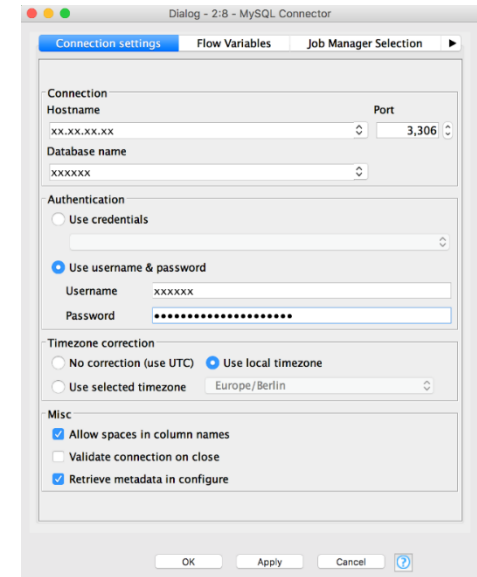 Dialog - 2:8 - MySQL Connector
Connection settings Flow Variables Job Manager Selection
Connection
Hostname Port
xx.xx.xx.xx 3,306
Database name
xxxxxx
Authentication
Use credentials
Use username & password
Username xxxxxx
Password ••••••••••••••••••••
Timezone correction
No correction (use UTC) Use local timezone
Use selected timezone Europe/Berlin
Misc
Allow spaces in column names
Validate connection on close
Retrieve metadata in configure
OK Apply Cancel ?